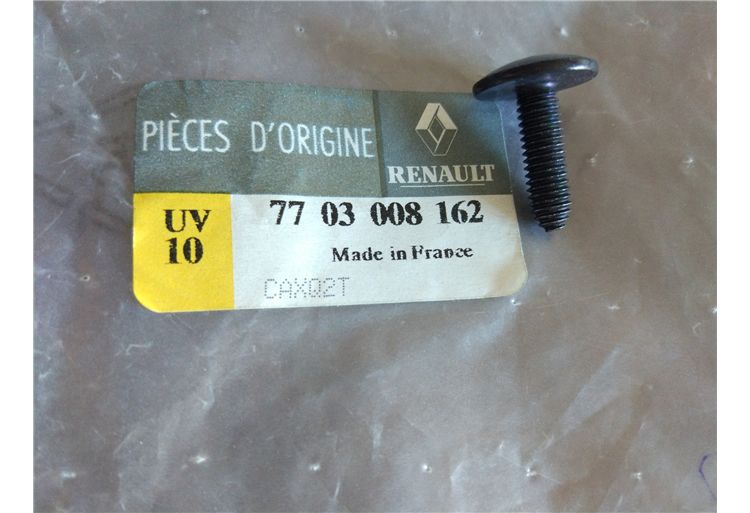 PIÈCES D'ORIGINE
RENAULT
UV
10
77 03 008 162
Made in France
CAXQ2T